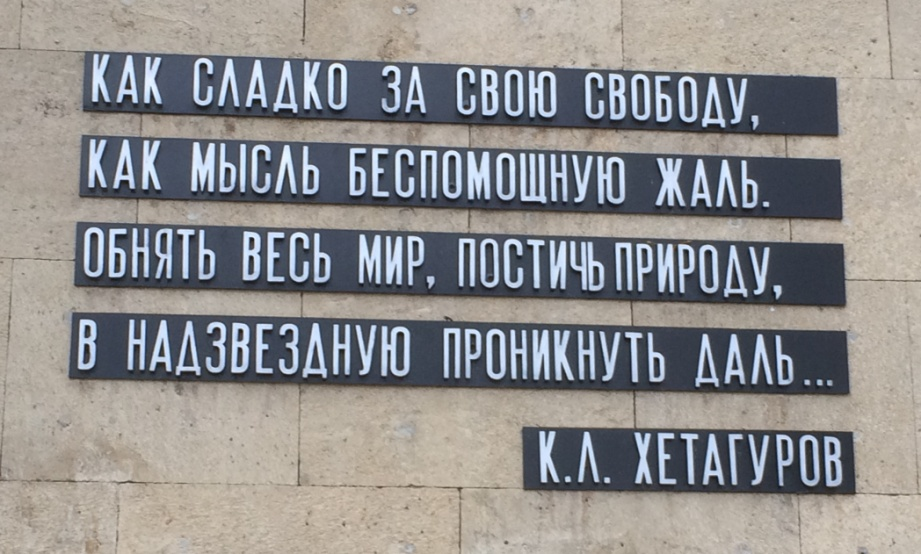 КАК СЛАДКО ЗА СВОЮ СВОБОДУ,
КАК МЫСЛЬ БЕСПОМОЩНУЮ ЖАЛЬ.
ОБНЯТЬ ВЕСЬ МИР, ПОСТИЧЬ ПРИРОДУ,
В НАДЗВЕЗДНУЮ ПРОНИКНУТЬ ДАЛЬ...
К.Л. ХЕТАГУРОВ